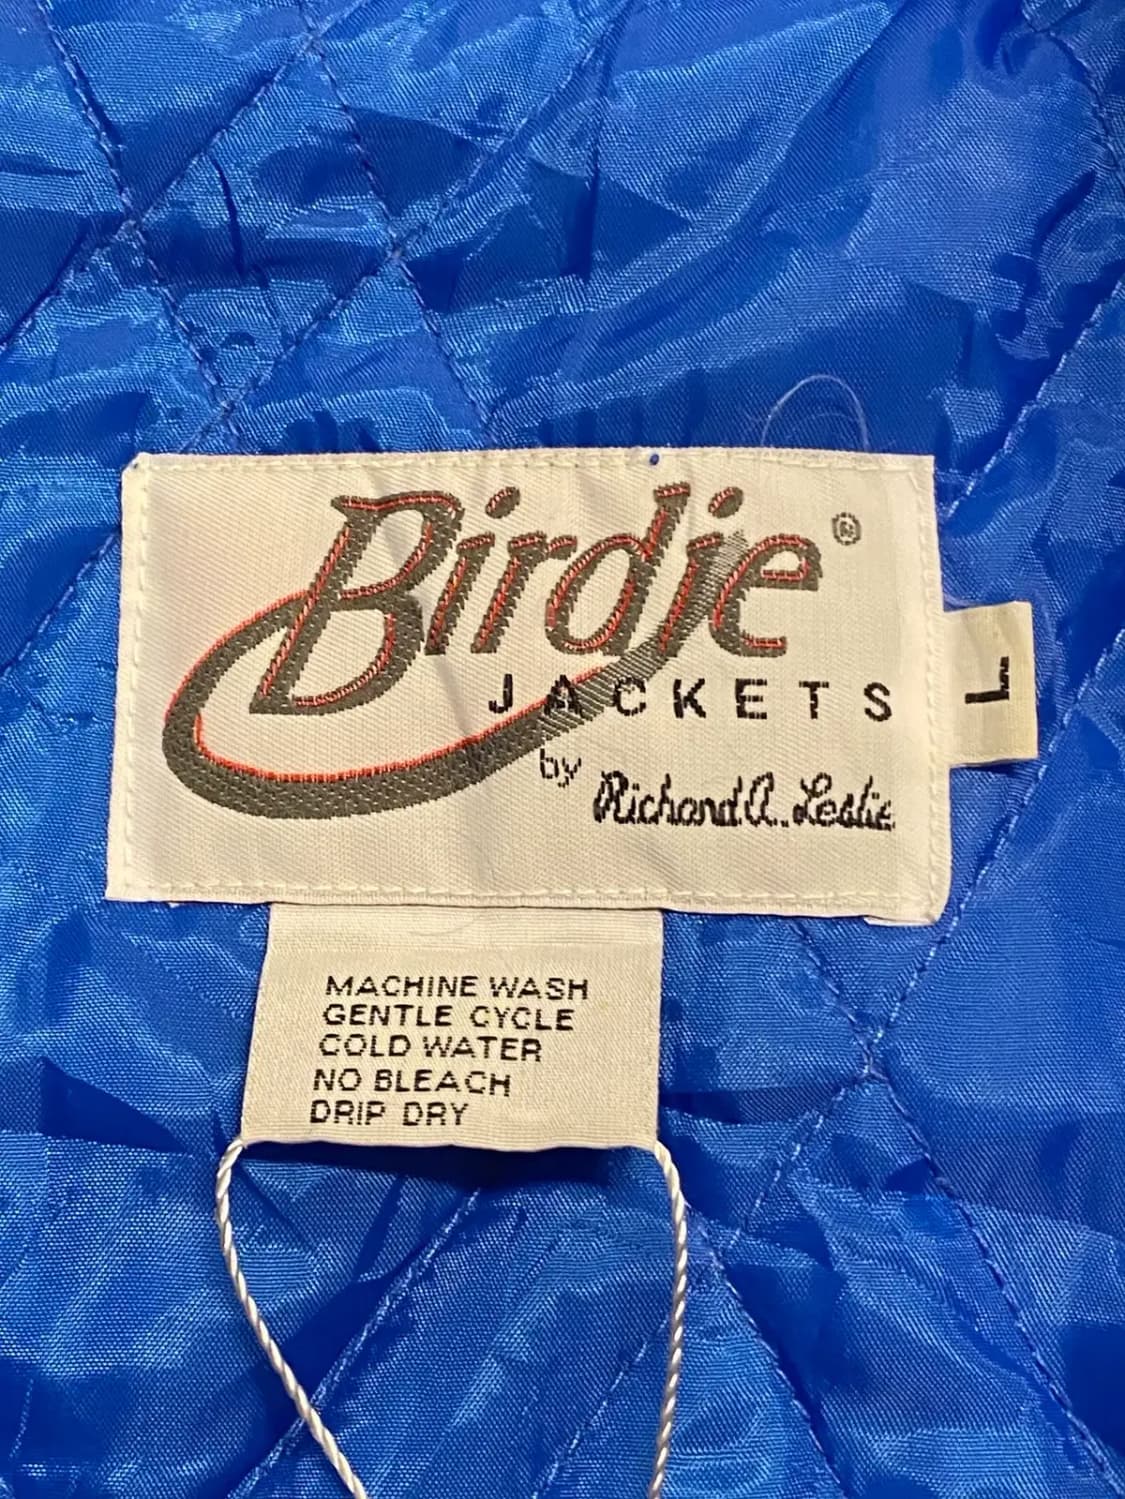 Birdie®
JACKETS
by
Richard A. Leslie
L
MACHINE WASH
GENTLE CYCLE
COLD WATER
NO BLEACH
DRIP DRY